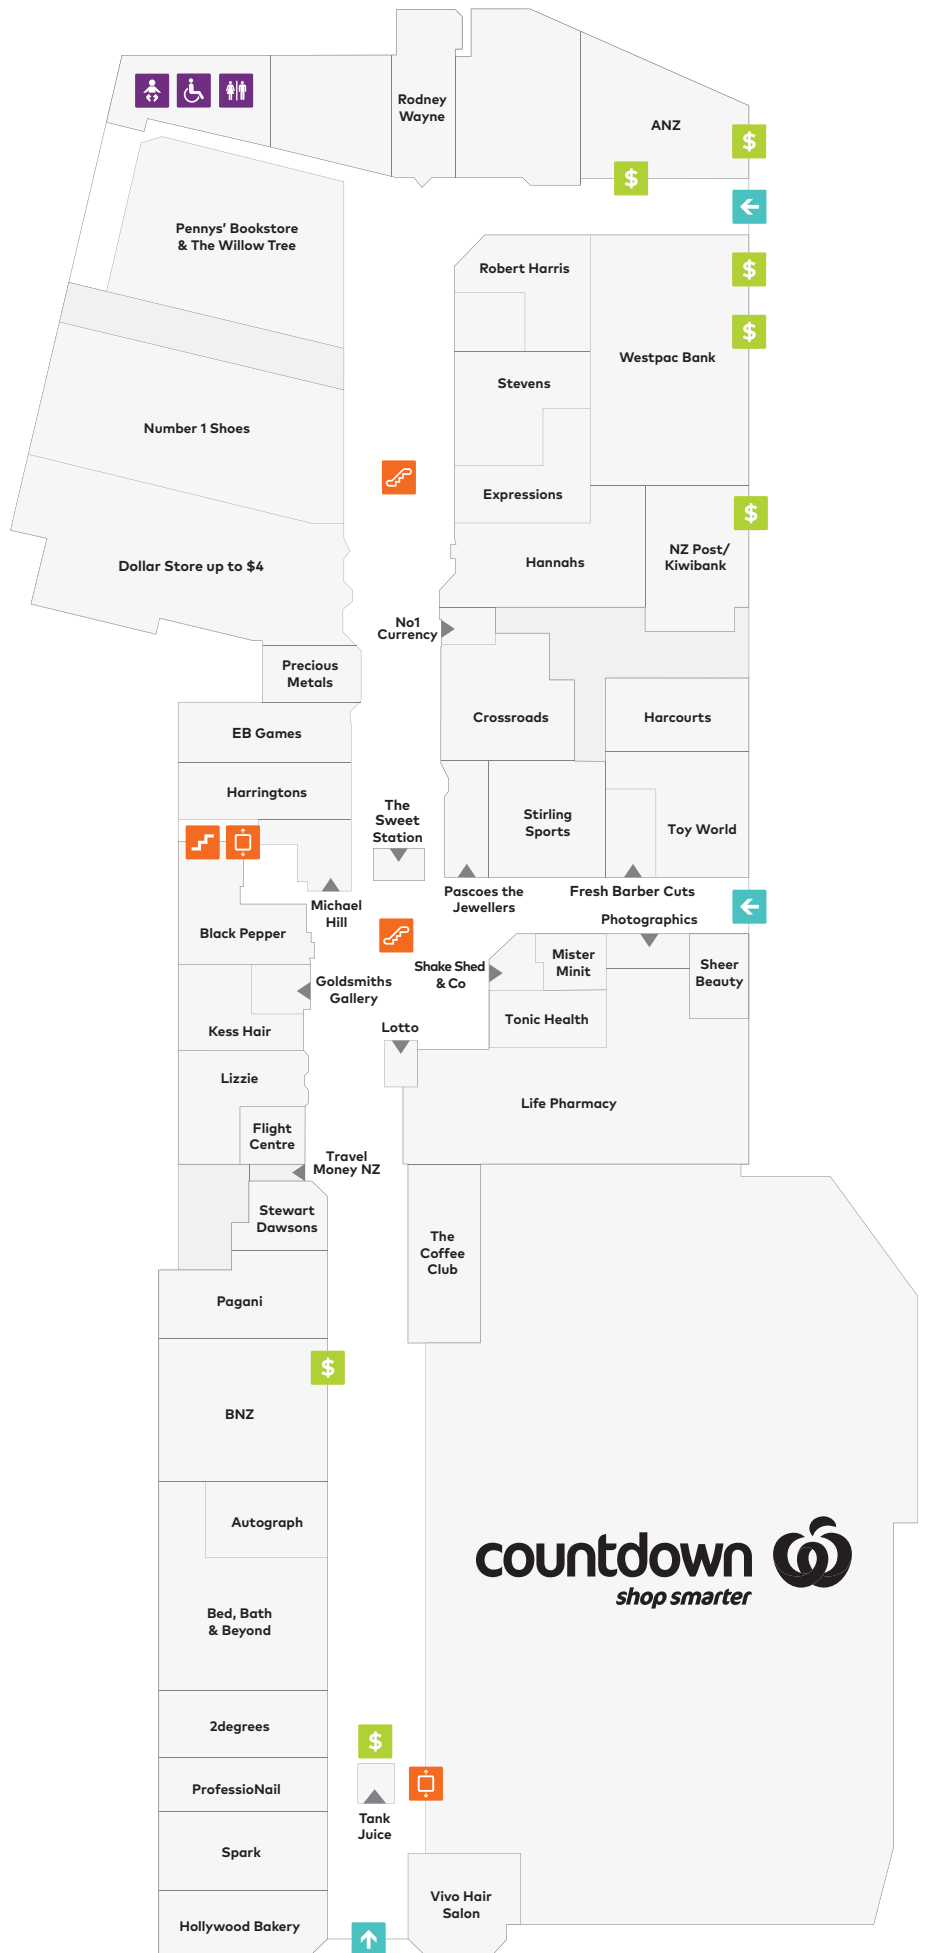 Rodney
Wayne
ANZ
$
$
Pennys' Bookstore
& The Willow Tree
Robert Harris
$
$
Westpac Bank
Stevens
Number 1 Shoes
Expressions
$
NZ Post/
Kiwibank
Hannahs
Dollar Store up to $4
No1
Currency
Precious
Metals
Crossroads
Harcourts
EB Games
Harringtons
The
Sweet
Station
Stirling
Sports
Toy World
Pascoes the
Jewellers
Fresh Barber Cuts
Michael
Hill
Photographics
Black Pepper
Shake Shed
& Co
Mister
Minit
Sheer
Beauty
Goldsmiths
Gallery
Tonic Health
Kess Hair
Lotto
Lizzie
Life Pharmacy
Flight
Centre
Travel
Money NZ
Stewart
Dawsons
The
Coffee
Club
Pagani
$
BNZ
Autograph
countdown
shop smarter
Bed, Bath
& Beyond
2degrees
$
ProfessioNail
Tank
Juice
Spark
Vivo Hair
Salon
Hollywood Bakery